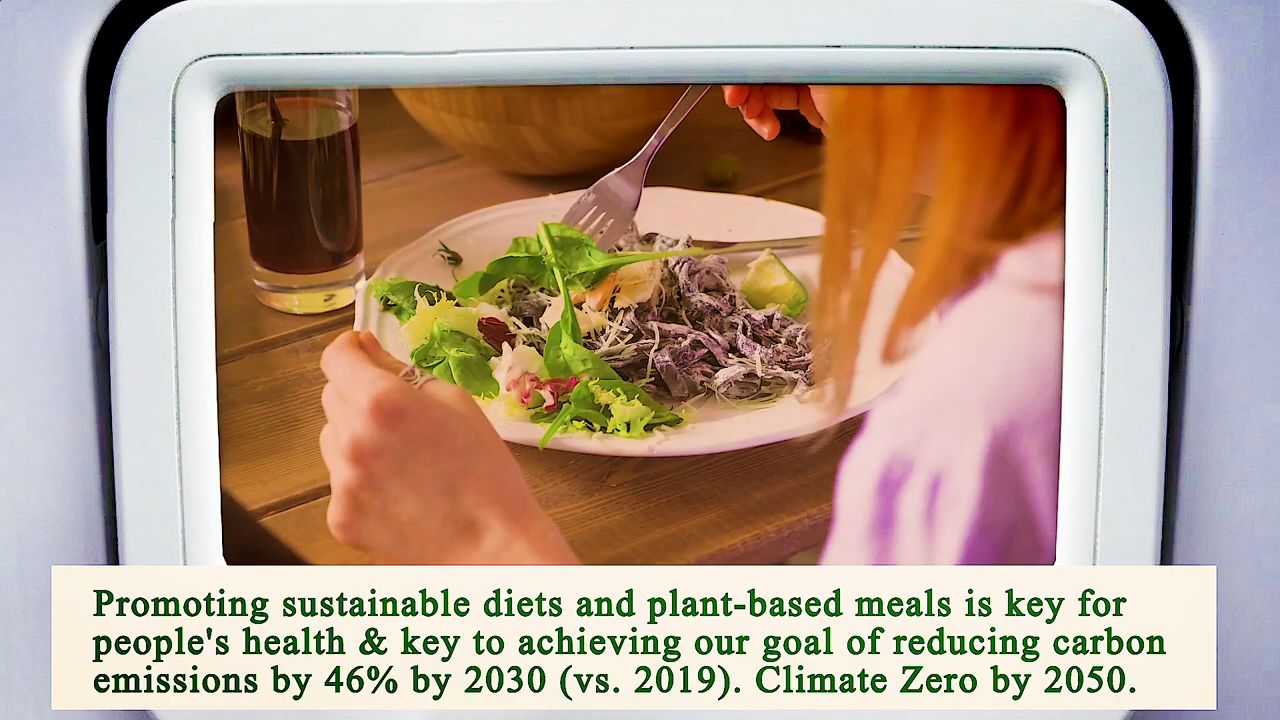 Promoting sustainable diets and plant-based meals is key for
people's health & key to achieving our goal of reducing carbon
emissions by 46% by 2030 (vs. 2019). Climate Zero by 2050.